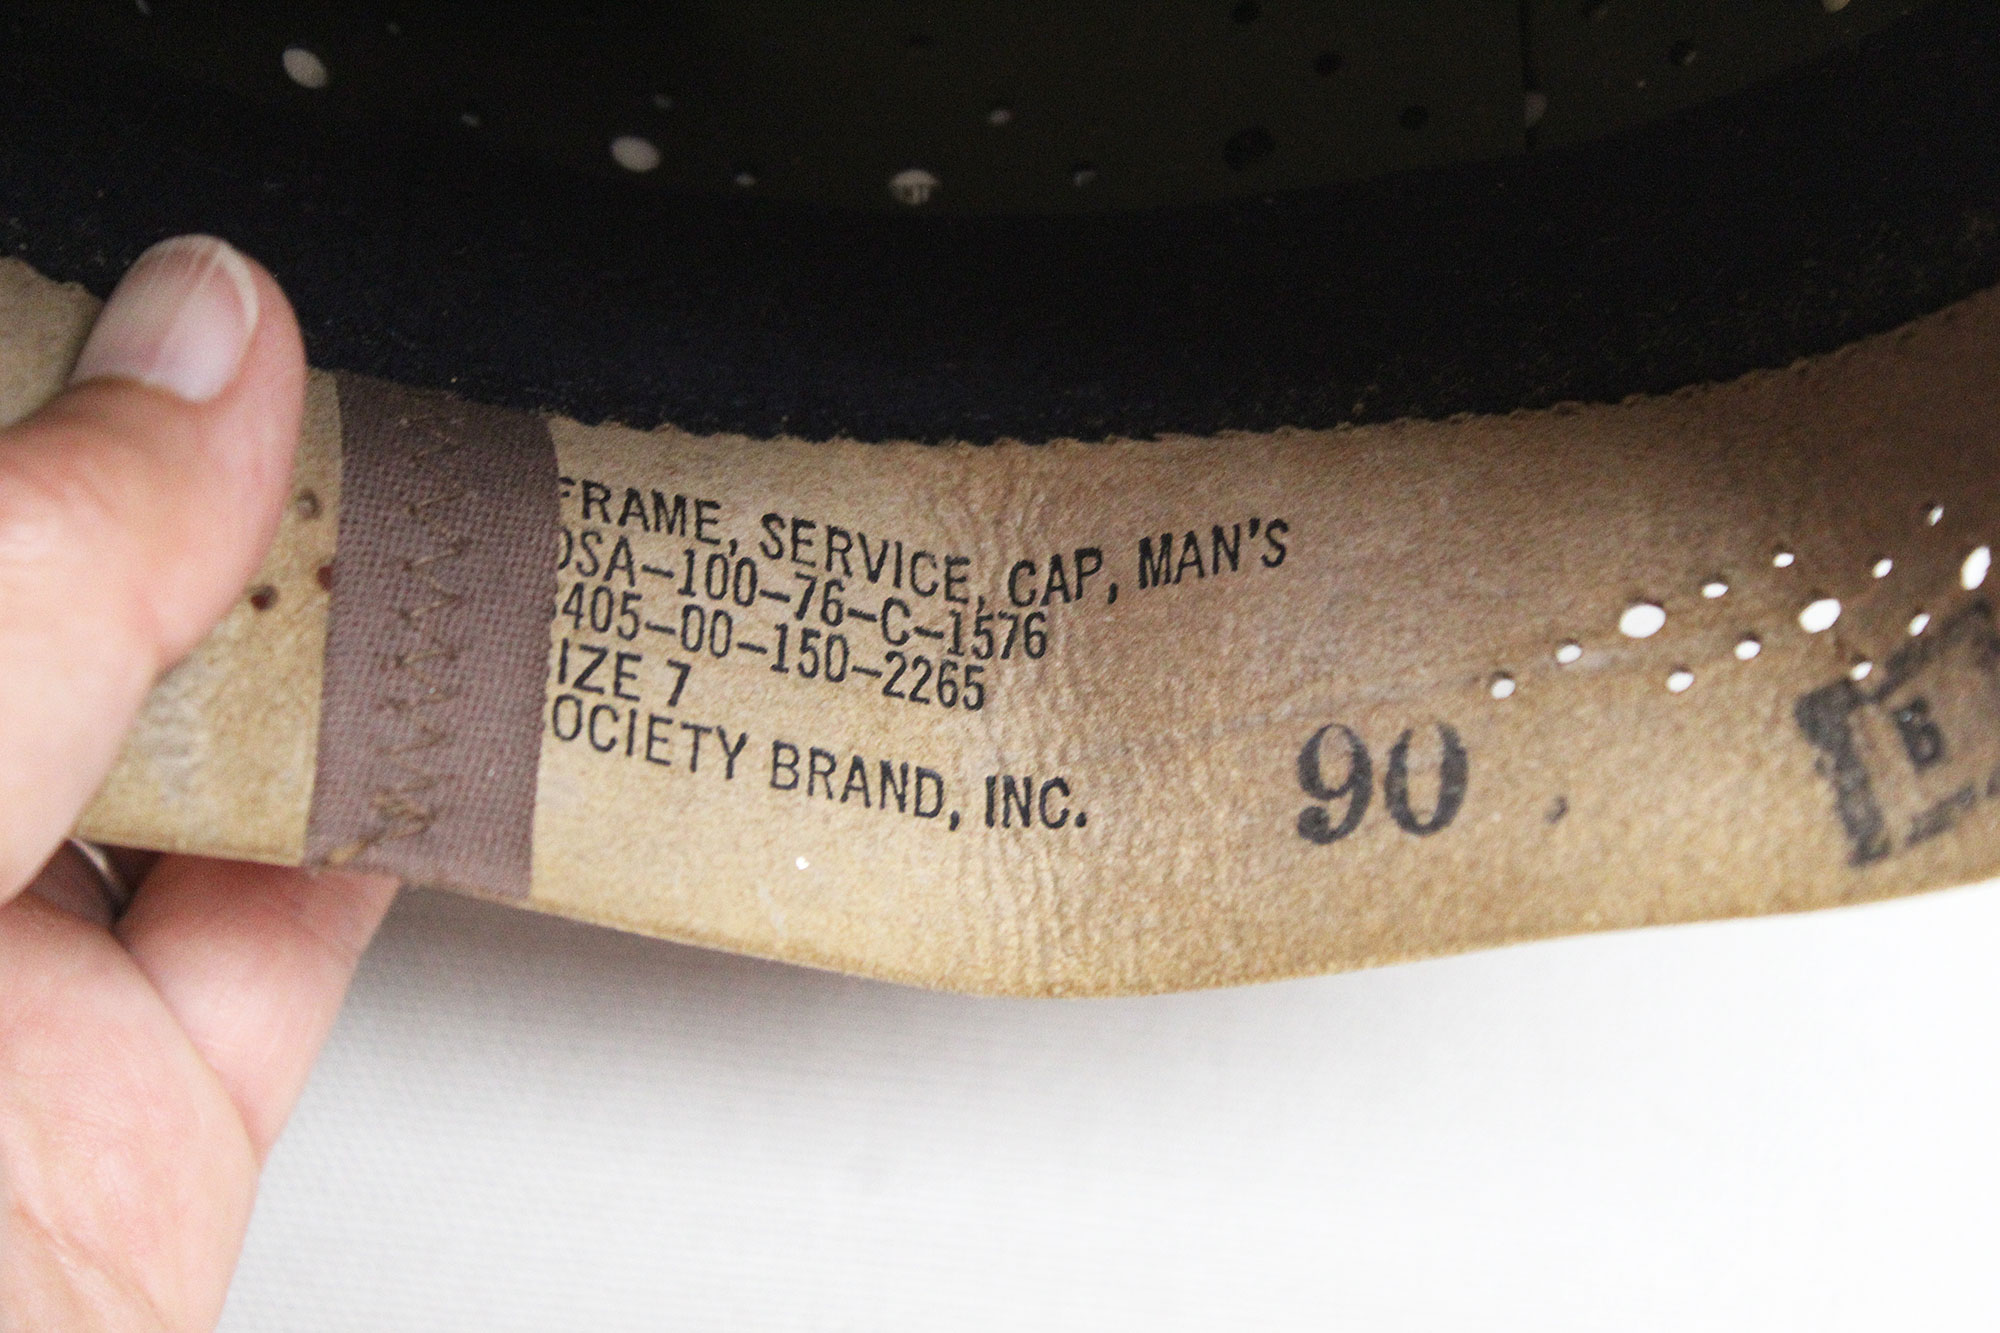 FRAME, SERVICE, CAP, MAN'S
DSA-100-76-C-1576
405-00-150-2265
IZE 7
OCIETY BRAND, INC.
90